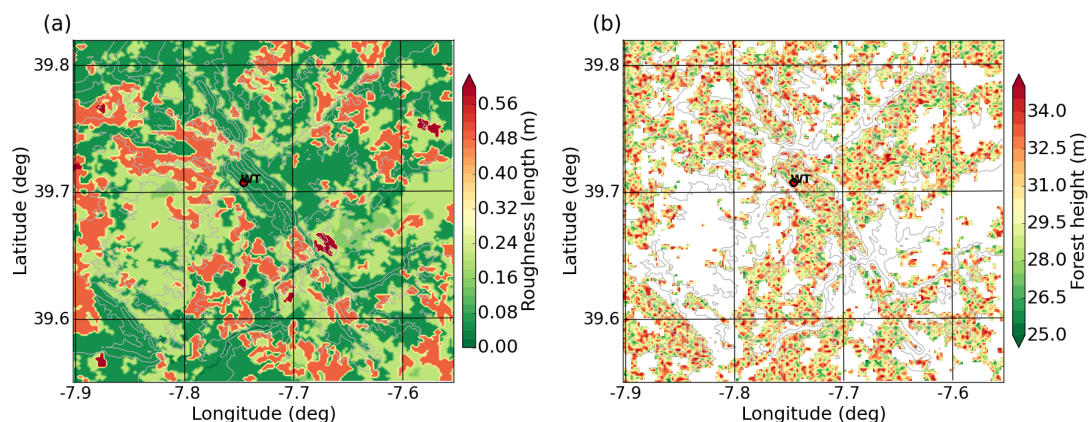 (a)
39.8
39.7
39.6
Latitude (deg)
-7.9
-7.8
-7.7
-7.6
Longitude (deg)
WT
0.56
0.48
0.40
0.32
0.24
0.16
0.08
0.00
Roughness length (m)
(b)
39.8
39.7
39.6
Latitude (deg)
-7.9
-7.8
-7.7
-7.6
Longitude (deg)
WT
34.0
32.5
31.0
29.5
28.0
26.5
25.0
Forest height (m)